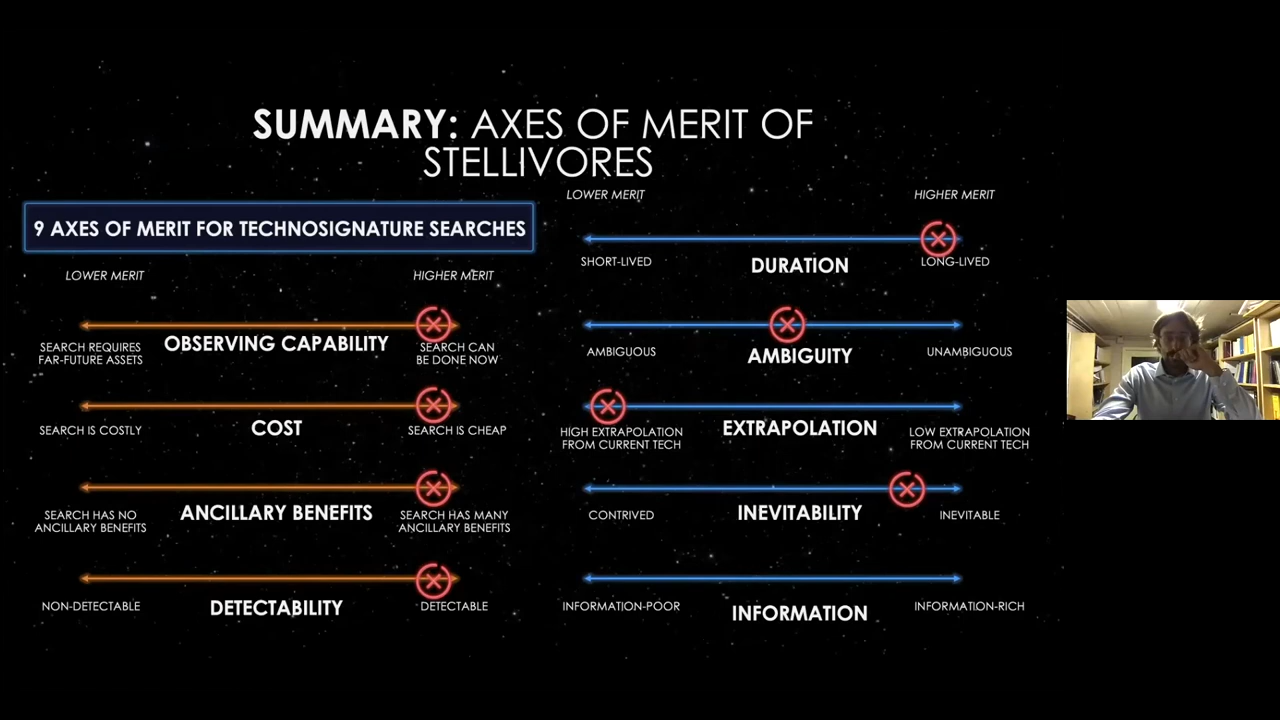 SUMMARY: AXES OF MERIT OF
STELLIVORES
9 AXES OF MERIT FOR TECHNOSIGNATURE SEARCHES
LOWER MERIT
HIGHER MERIT
SEARCH REQUIRES
FAR-FUTURE ASSETS
OBSERVING CAPABILITY
SEARCH CAN
BE DONE NOW
SEARCH IS COSTLY
COST
SEARCH IS CHEAP
SEARCH HAS NO
ANCILLARY BENEFITS
ANCILLARY BENEFITS
SEARCH HAS MANY
ANCILLARY BENEFITS
NON-DETECTABLE
DETECTABILITY
DETECTABLE
LOWER MERIT
HIGHER MERIT
SHORT-LIVED
DURATION
LONG-LIVED
AMBIGUOUS
AMBIGUITY
UNAMBIGUOUS
HIGH EXTRAPOLATION
FROM CURRENT TECH
EXTRAPOLATION
LOW EXTRAPOLATION
FROM CURRENT TECH
CONTRIVED
INEVITABILITY
INEVITABLE
INFORMATION-POOR
INFORMATION
INFORMATION-RICH